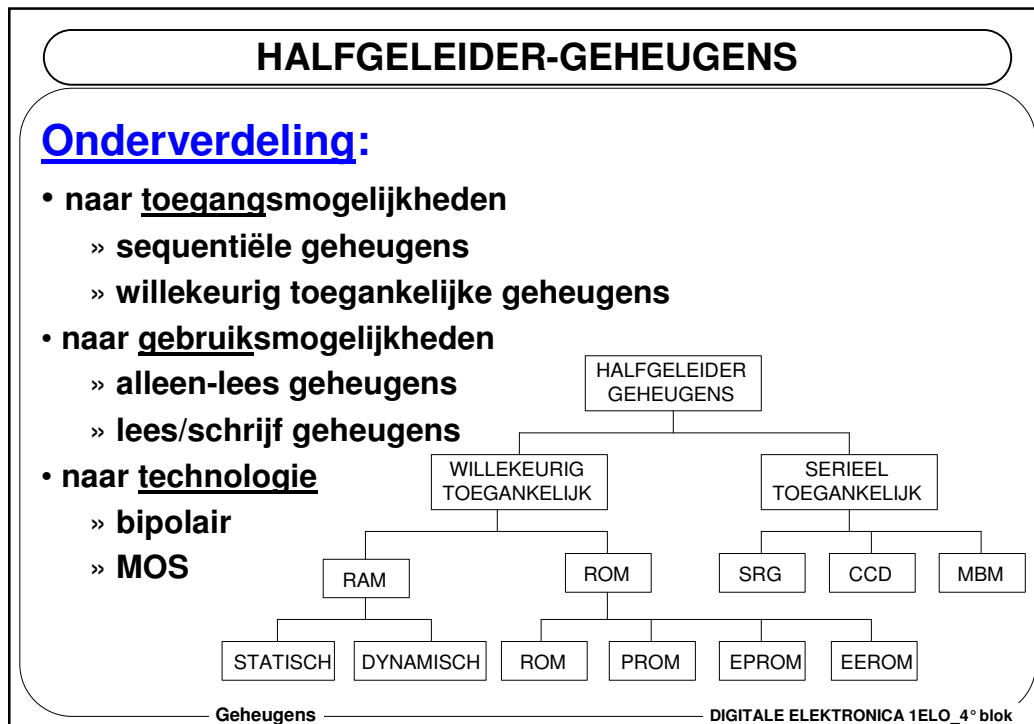 HALFGELEIDER-GEHEUGENS
Onderverdeling:
• naar toegangsmogelijkheden
» sequentiële geheugens
» willekeurig toegankelijke geheugens
• naar gebruiksmogelijkheden
» alleen-lees geheugens
» lees/schrijf geheugens
• naar technologie
» bipolair
» MOS
HALFGELEIDER
GEHEUGENS
WILLEKEURIG
TOEGANKELIJK
SERIEEL
TOEGANKELIJK
RAM
ROM
SRG
CCD
MBM
STATISCH
DYNAMISCH
ROM
PROM
EPROM
EEROM
Geheugens
DIGITALE ELEKTRONICA 1ELO_4° blok